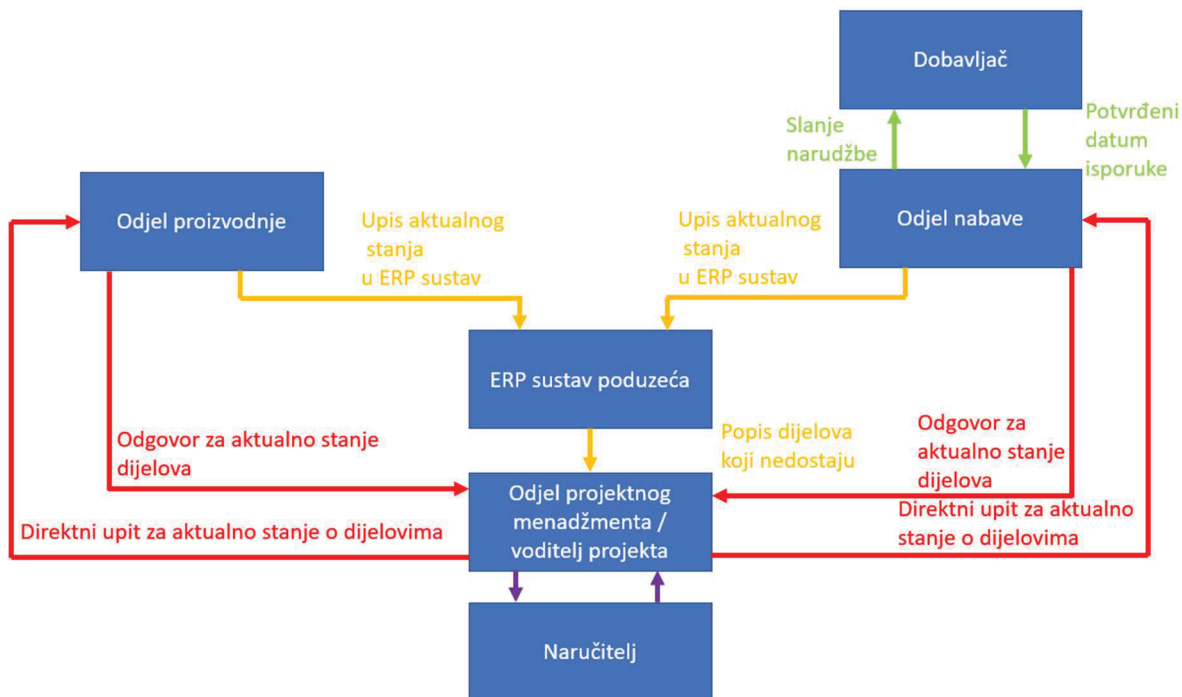 Dobavljač
Slanje
narudžbe
Potvrđeni
datum
isporuke
Odjel proizvodnje
Upis aktualnog
stanja
u ERP sustav
Upis aktualnog
stanja
u ERP sustav
Odjel nabave
ERP sustav poduzeća
Odgovor za aktualno stanje
dijelova
Popis dijelova
koji nedostaju
Odgovor za
aktualno stanje
dijelova
Direktni upit za aktualno stanje o dijelovima
Odjel projektnog
menadžmenta /
voditelj projekta
Direktni upit za aktualno
stanje o dijelovima
Naručitelj